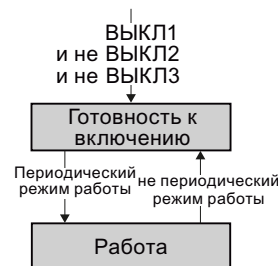 ВЫКЛ1
и не ВЫКЛ2
и не ВЫКЛ3
Готовность к
включению
Периодический
режим работы
не периодический
режим работы
Работа